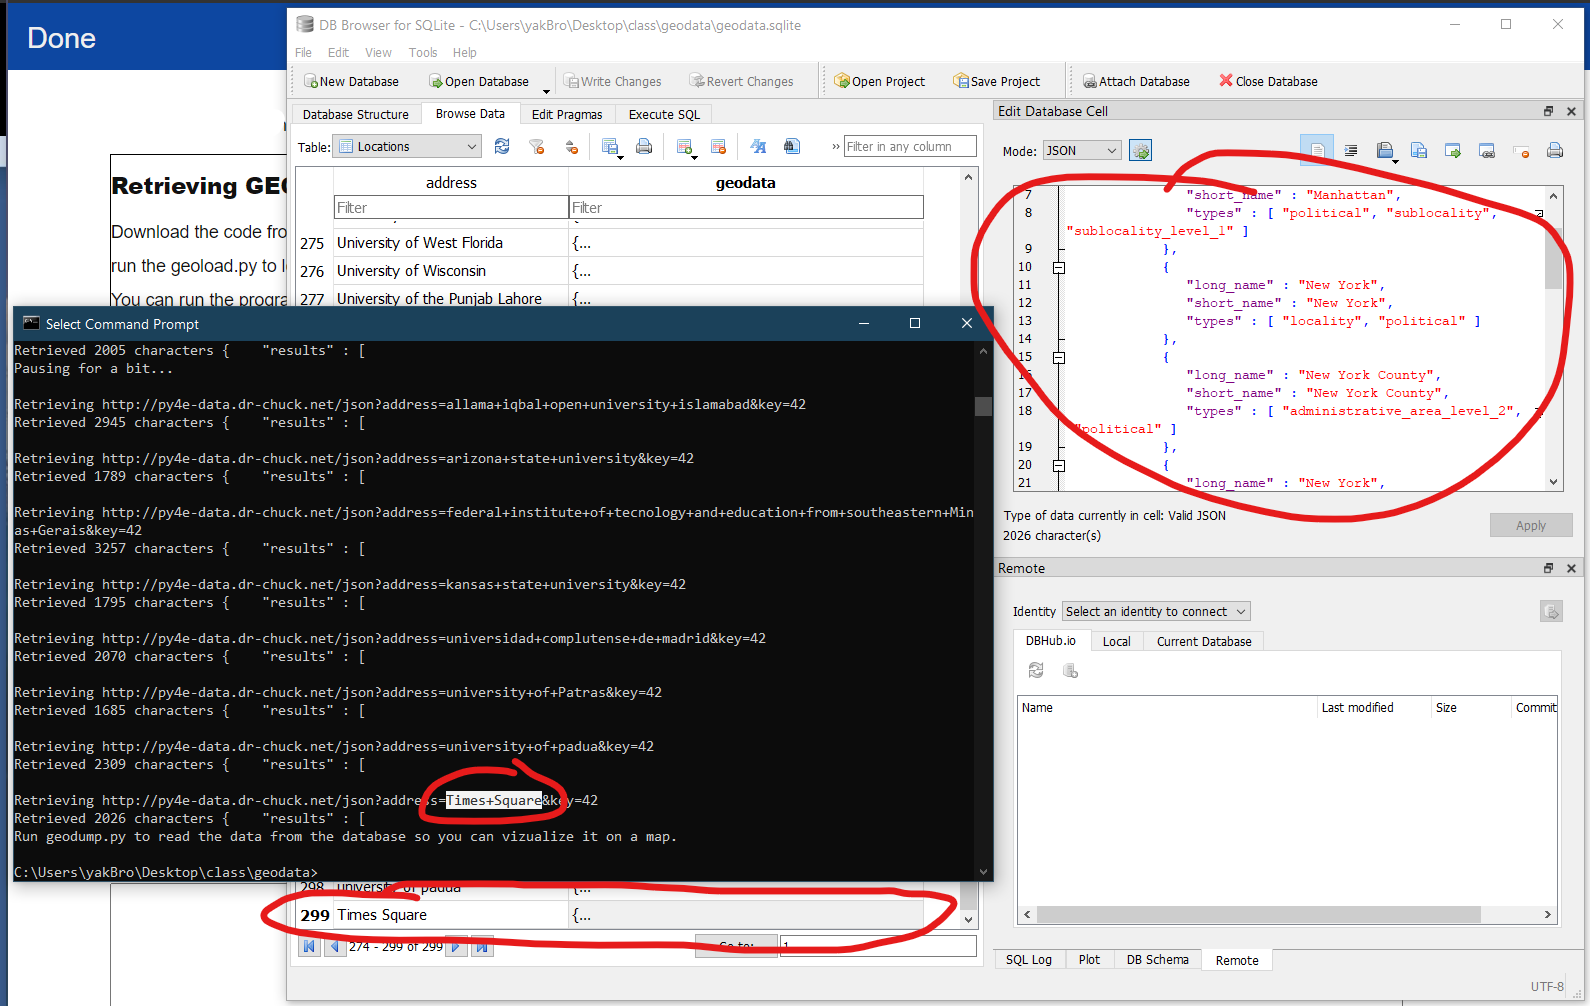 Done
DB Browser for SQLite - C:\Users\yakBro\Desktop\class\geodata\geodata.sqlite
File Edit View Tools Help
New Database Open Database Write Changes Revert Changes Open Project Save Project Attach Database Close Database
Database Structure Browse Data Edit Pragmas Execute SQL
Table: Locations » Filter in any column
address geodata
Filter Filter
275 University of West Florida {...
276 University of Wisconsin {...
277 University of the Punjab Lahore {...
Retrieving GEO
Download the code fro
run the geoload.py to l
You can run the progra
Select Command Prompt
Retrieved 2005 characters {    "results" : [
Pausing for a bit...
Retrieving http://py4e-data.dr-chuck.net/json?address=allama+iqbal+open+university+islamabad&key=42
Retrieved 2945 characters {    "results" : [
Retrieving http://py4e-data.dr-chuck.net/json?address=arizona+state+university&key=42
Retrieved 1789 characters {    "results" : [
Retrieving http://py4e-data.dr-chuck.net/json?address=federal+institute+of+tecnology+and+education+from+southeastern+Min
as+Gerais&key=42
Retrieved 3257 characters {    "results" : [
Retrieving http://py4e-data.dr-chuck.net/json?address=kansas+state+university&key=42
Retrieved 1795 characters {    "results" : [
Retrieving http://py4e-data.dr-chuck.net/json?address=universidad+complutense+de+madrid&key=42
Retrieved 2070 characters {    "results" : [
Retrieving http://py4e-data.dr-chuck.net/json?address=university+of+Patras&key=42
Retrieved 1685 characters {    "results" : [
Retrieving http://py4e-data.dr-chuck.net/json?address=university+of+padua&key=42
Retrieved 2309 characters {    "results" : [
Retrieving http://py4e-data.dr-chuck.net/json?address=Times+Square&key=42
Retrieved 2026 characters {    "results" : [
Run geodump.py to read the data from the database so you can vizualize it on a map.
C:\Users\yakBro\Desktop\class\geodata>
298 university of padua {...
299 Times Square {...
274 - 299 of 299 Go to: 1
Edit Database Cell
Mode: JSON
7 "short_name" : "Manhattan",
8 "types" : [ "political", "sublocality",
"sublocality_level_1" ]
9 },
10 {
11 "long_name" : "New York",
12 "short_name" : "New York",
13 "types" : [ "locality", "political" ]
14 },
15 {
16 "long_name" : "New York County",
17 "short_name" : "New York County",
18 "types" : [ "administrative_area_level_2",
"political" ]
19 },
20 {
21 "long_name" : "New York",
Type of data currently in cell: Valid JSON
2026 character(s)
Apply
Remote
Identity Select an identity to connect
DBHub.io Local Current Database
Name Last modified Size Commit
SQL Log Plot DB Schema Remote
UTF-8